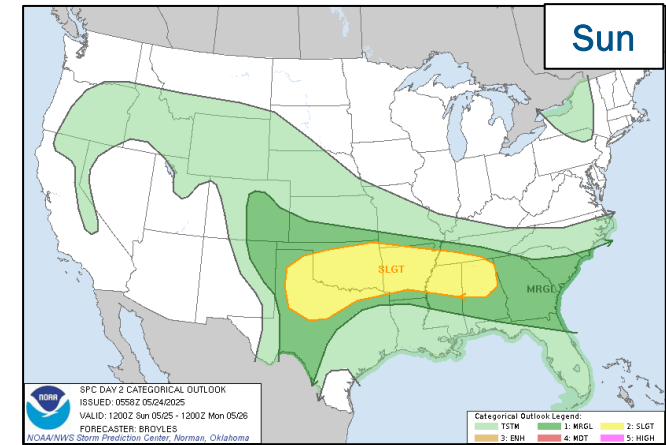 Sun
SLGT
MRGL
NOAA
SPC DAY 2 CATEGORICAL OUTLOOK
ISSUED: 0558Z 05/24/2025
VALID: 1200Z Sun 05/25 - 1200Z Mon 05/26
FORECASTER: BROYLES
NOAA/NWS Storm Prediction Center, Norman, Oklahoma
Categorical Outlook Legend:
TSTM 1: MRGL 2: SLGT
3: ENH 4: MDT 5: HIGH